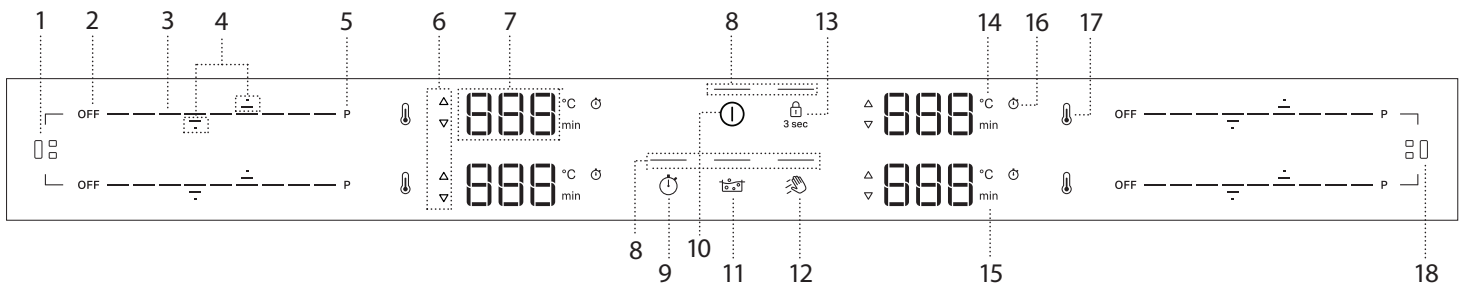 1 2 3 4 5 6 7 8 13 14 16 17
OFF P 888 °C min 3 sec 888 °C min OFF P
OFF P 888 °C min 888 °C min OFF P
8 9 10 11 12 15 18